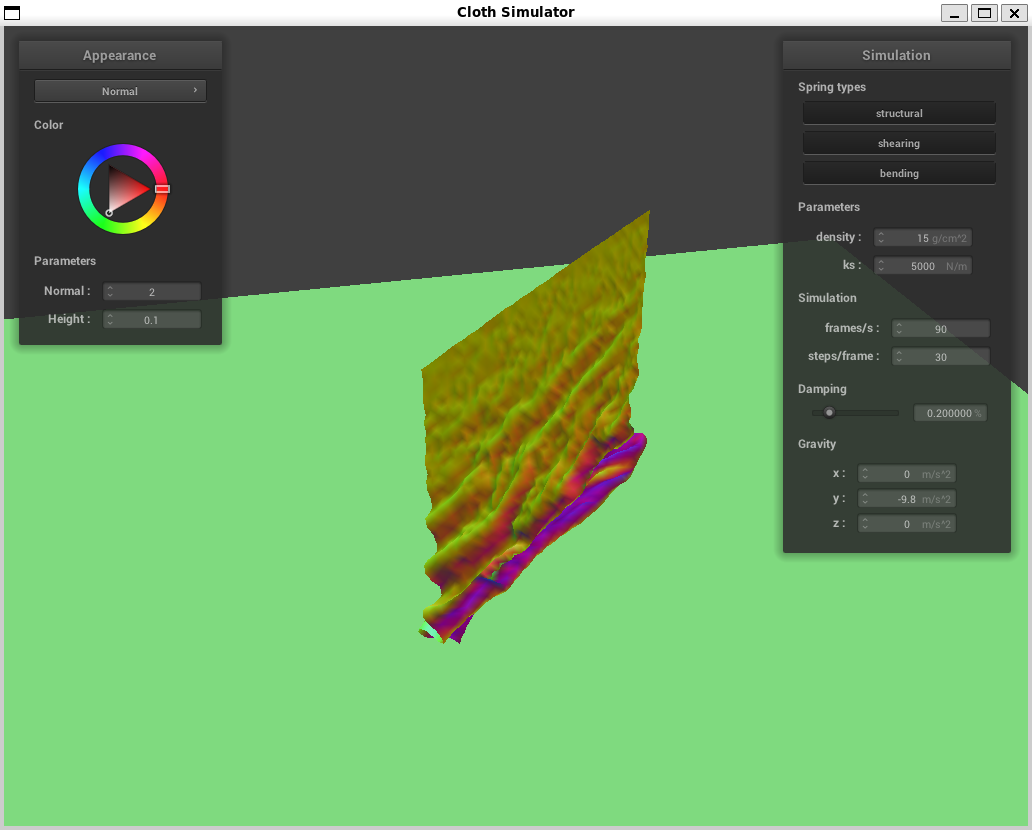 Cloth Simulator
Appearance
Normal
Color
Parameters
Normal : 2
Height : 0.1
Simulation
Spring types
structural
shearing
bending
Parameters
density : 15 g/cm^2
ks : 5000 N/m
Simulation
frames/s : 90
steps/frame : 30
Damping
0.200000 %
Gravity
x : 0 m/s^2
y : -9.8 m/s^2
z : 0 m/s^2